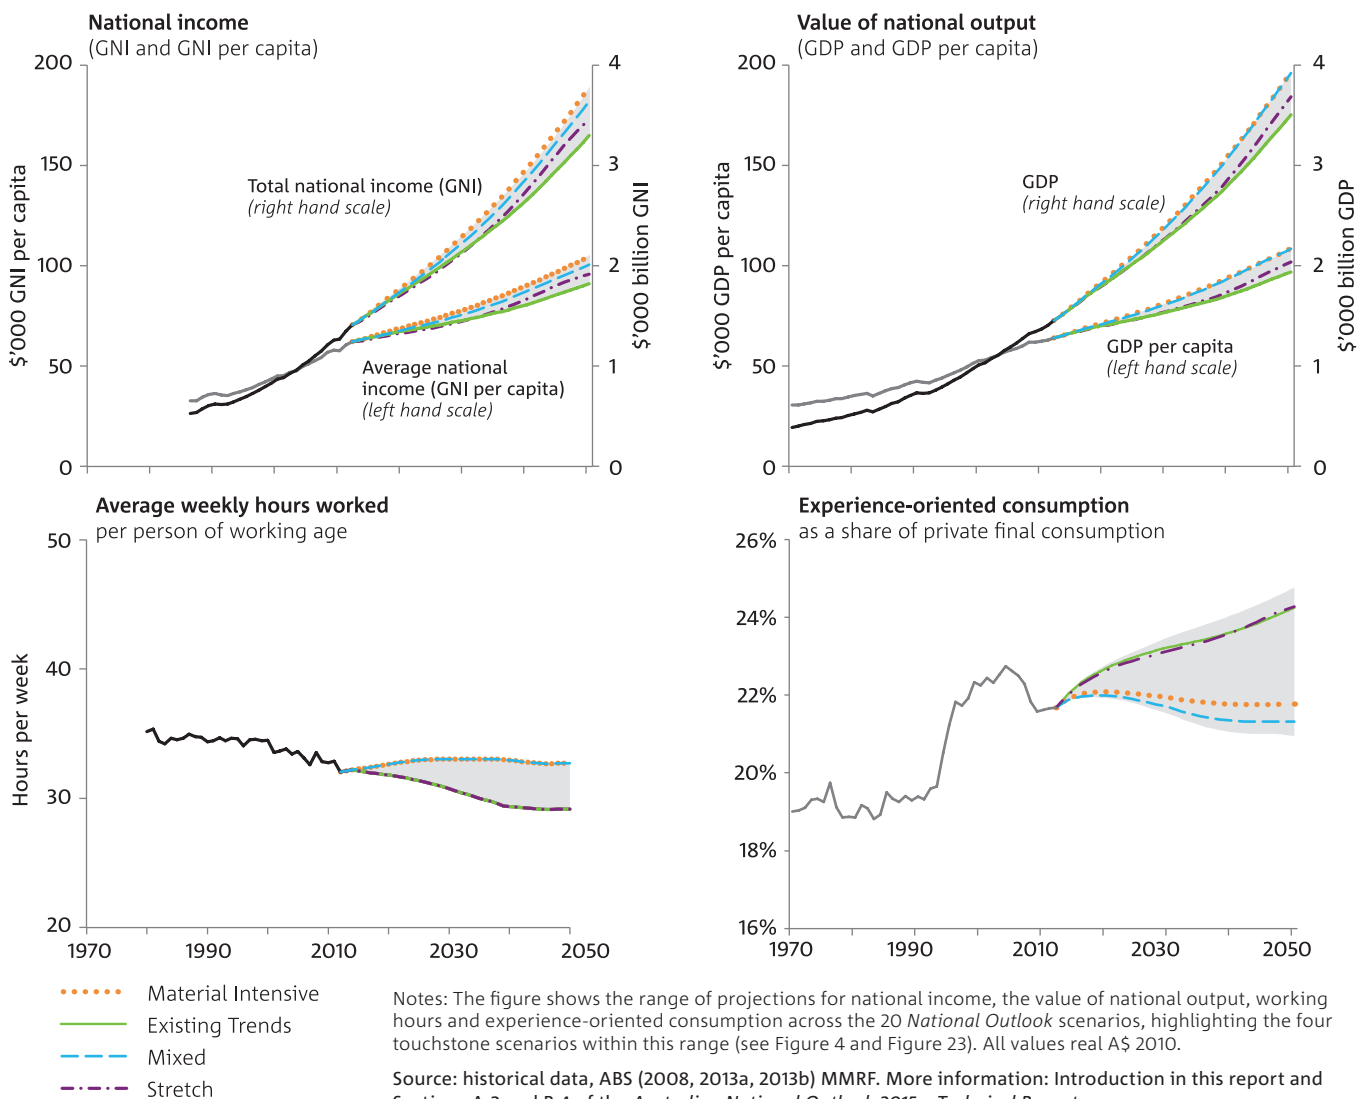 National income
(GNI and GNI per capita)
200
150
100
50
0
$'000 GNI per capita
4
3
2
1
0
$'000 billion GNI
Total national income (GNI)
(right hand scale)
Average national
income (GNI per capita)
(left hand scale)
Value of national output
(GDP and GDP per capita)
200
150
100
50
0
$'000 GDP per capita
4
3
2
1
0
$'000 billion GDP
GDP
(right hand scale)
GDP per capita
(left hand scale)
Average weekly hours worked
per person of working age
50
40
30
20
Hours per week
1970
1990
2010
2030
2050
Experience-oriented consumption
as a share of private final consumption
26%
24%
22%
20%
18%
16%
1970
1990
2010
2030
2050
Material Intensive
Existing Trends
Mixed
Stretch
Notes: The figure shows the range of projections for national income, the value of national output, working
hours and experience-oriented consumption across the 20 National Outlook scenarios, highlighting the four
touchstone scenarios within this range (see Figure 4 and Figure 23). All values real A$ 2010.
Source: historical data, ABS (2008, 2013a, 2013b) MMRF. More information: Introduction in this report and